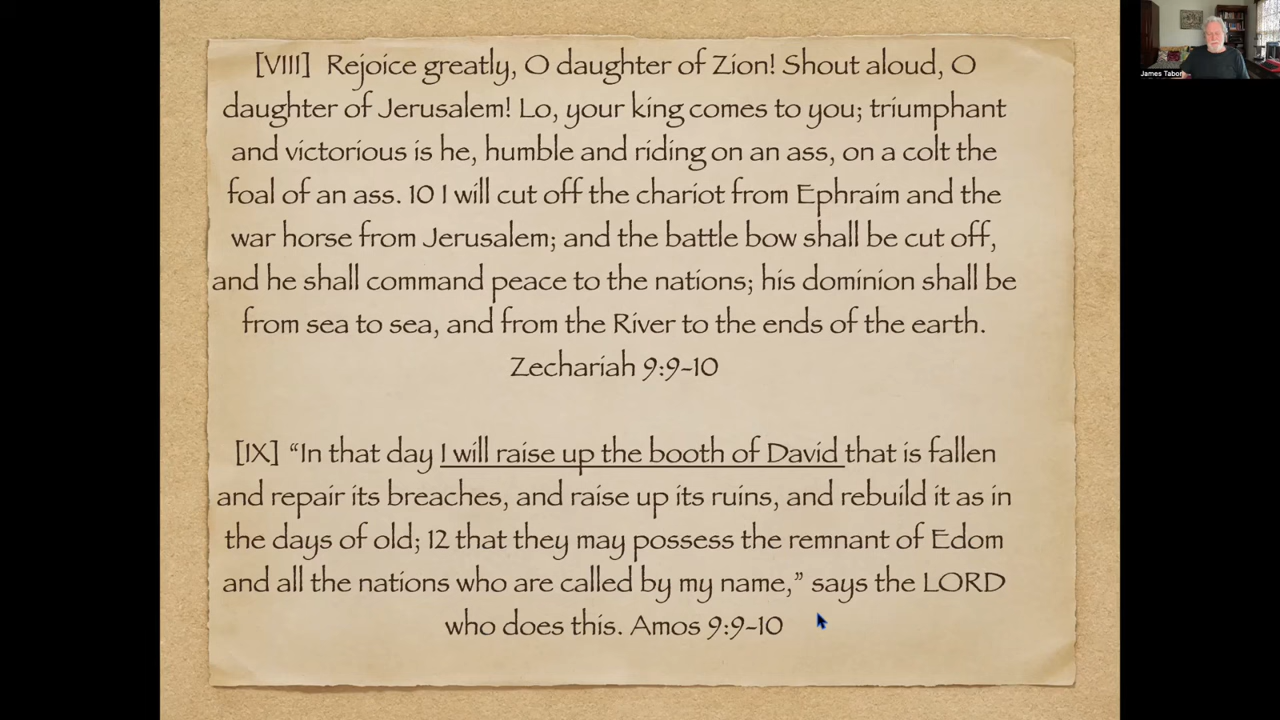 [VIII] Rejoice greatly, O daughter of Zion! Shout aloud, O
daughter of Jerusalem! Lo, your king comes to you; triumphant
and victorious is he, humble and riding on an ass, on a colt the
foal of an ass. 10 I will cut off the chariot from Ephraim and the
war horse from Jerusalem; and the battle bow shall be cut off,
and he shall command peace to the nations; his dominion shall be
from sea to sea, and from the River to the ends of the earth.
Zechariah 9:9-10
[IX] “In that day I will raise up the booth of David that is fallen
and repair its breaches, and raise up its ruins, and rebuild it as in
the days of old; 12 that they may possess the remnant of Edom
and all the nations who are called by my name,” says the LORD
who does this. Amos 9:9-10
James Tabor